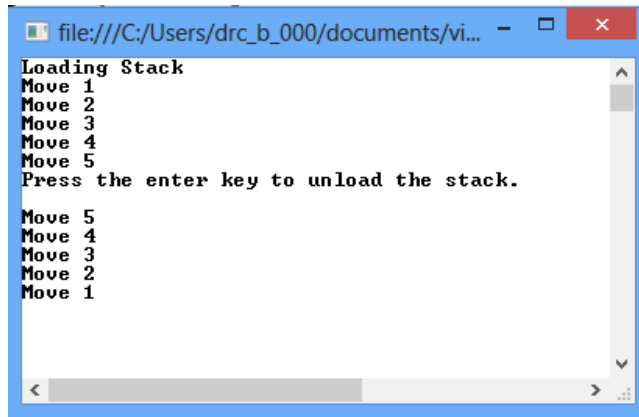 file:///C:/Users/drc_b_000/documents/vi...
Loading Stack
Move 1
Move 2
Move 3
Move 4
Move 5
Press the enter key to unload the stack.
Move 5
Move 4
Move 3
Move 2
Move 1